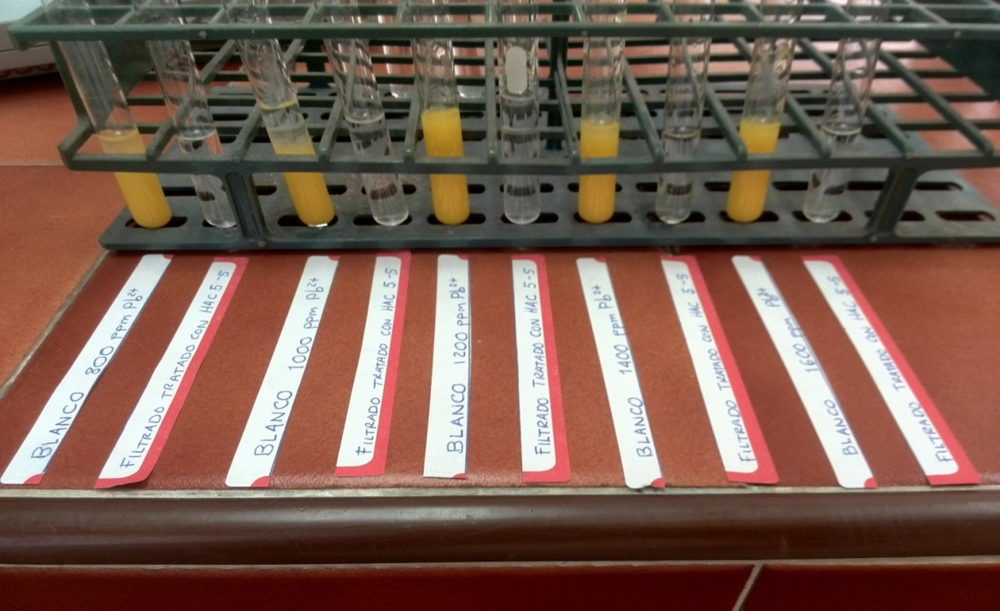 BLANCO 800 ppm Pb²⁺
FILTRADO TRATADO CON HAC 5-5
BLANCO 1000 ppm Pb²⁺
FILTRADO TRATADO CON HAC 5-5
BLANCO 1200 ppm Pb²⁺
FILTRADO TRATADO CON HAC 5-5
BLANCO 1400 ppm Pb²⁺
FILTRADO TRATADO CON HAC 5-5
BLANCO 1600 ppm Pb²⁺
FILTRADO TRATADO CON HAC 5-5